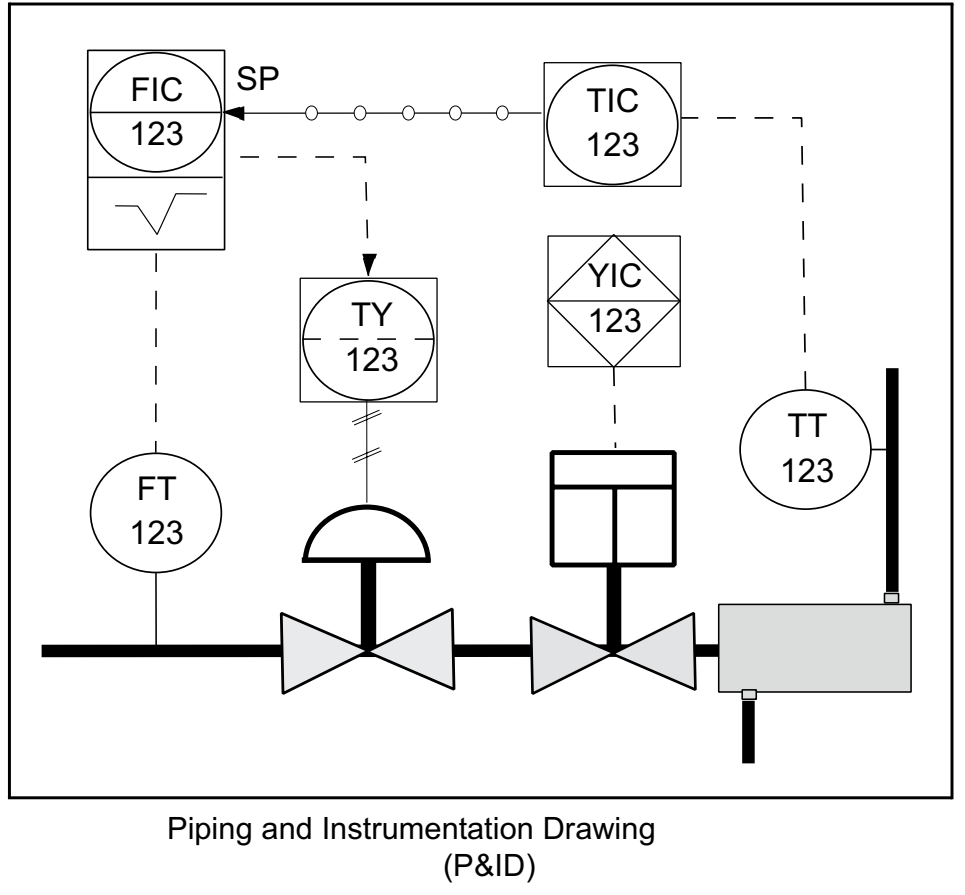 FIC
123
SP
TIC
123
YIC
123
TY
123
TT
123
FT
123
Piping and Instrumentation Drawing
(P&ID)